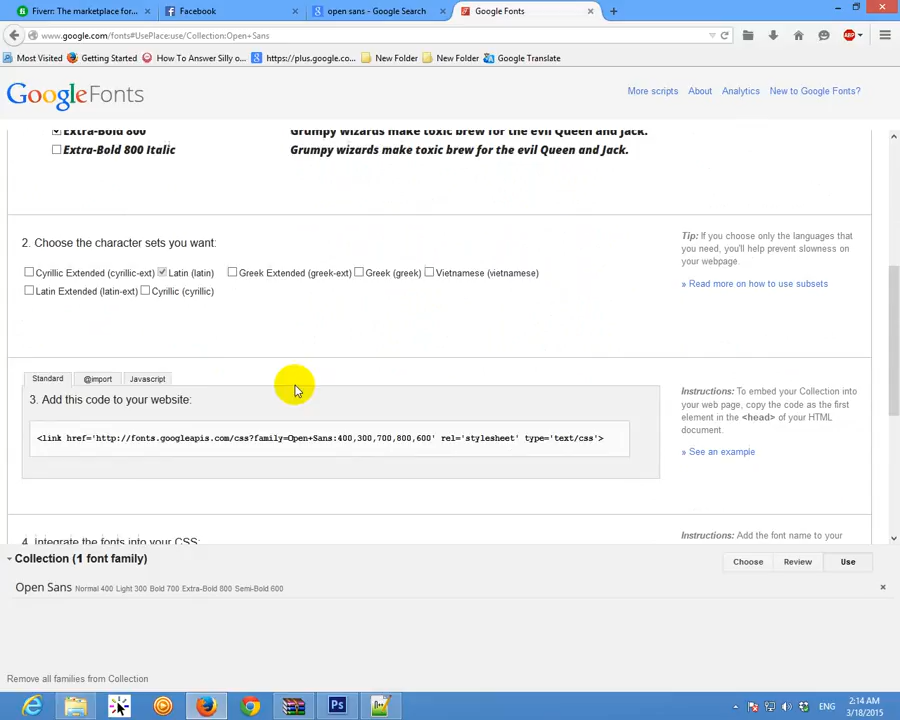 Fiverr: The marketplace for...
Facebook
open sans - Google Search
Google Fonts
www.google.com/fonts#UsePlace:use/Collection:Open+Sans
Most Visited
Getting Started
How To Answer Silly o...
https://plus.google.co...
New Folder
New Folder
Google Translate
Google Fonts
More scripts
About
Analytics
New to Google Fonts?
Extra-Bold 800
Grumpy wizards make toxic brew for the evil Queen and Jack.
Extra-Bold 800 Italic
Grumpy wizards make toxic brew for the evil Queen and Jack.
2. Choose the character sets you want:
Cyrillic Extended (cyrillic-ext)
Latin (latin)
Greek Extended (greek-ext)
Greek (greek)
Vietnamese (vietnamese)
Latin Extended (latin-ext)
Cyrillic (cyrillic)
Tip: If you choose only the languages that
you need, you'll help prevent slowness on
your webpage.
» Read more on how to use subsets
Standard
@import
Javascript
3. Add this code to your website:
<link href='http://fonts.googleapis.com/css?family=Open+Sans:400,300,700,800,600' rel='stylesheet' type='text/css'>
Instructions: To embed your Collection into
your web page, copy the code as the first
element in the <head> of your HTML
document.
» See an example
4. Integrate the fonts into your CSS:
Instructions: Add the font name to your
Collection (1 font family)
Choose
Review
Use
Open Sans Normal 400 Light 300 Bold 700 Extra-Bold 800 Semi-Bold 600
Remove all families from Collection
ABP
Ps
ENG
2:14 AM
3/18/2015